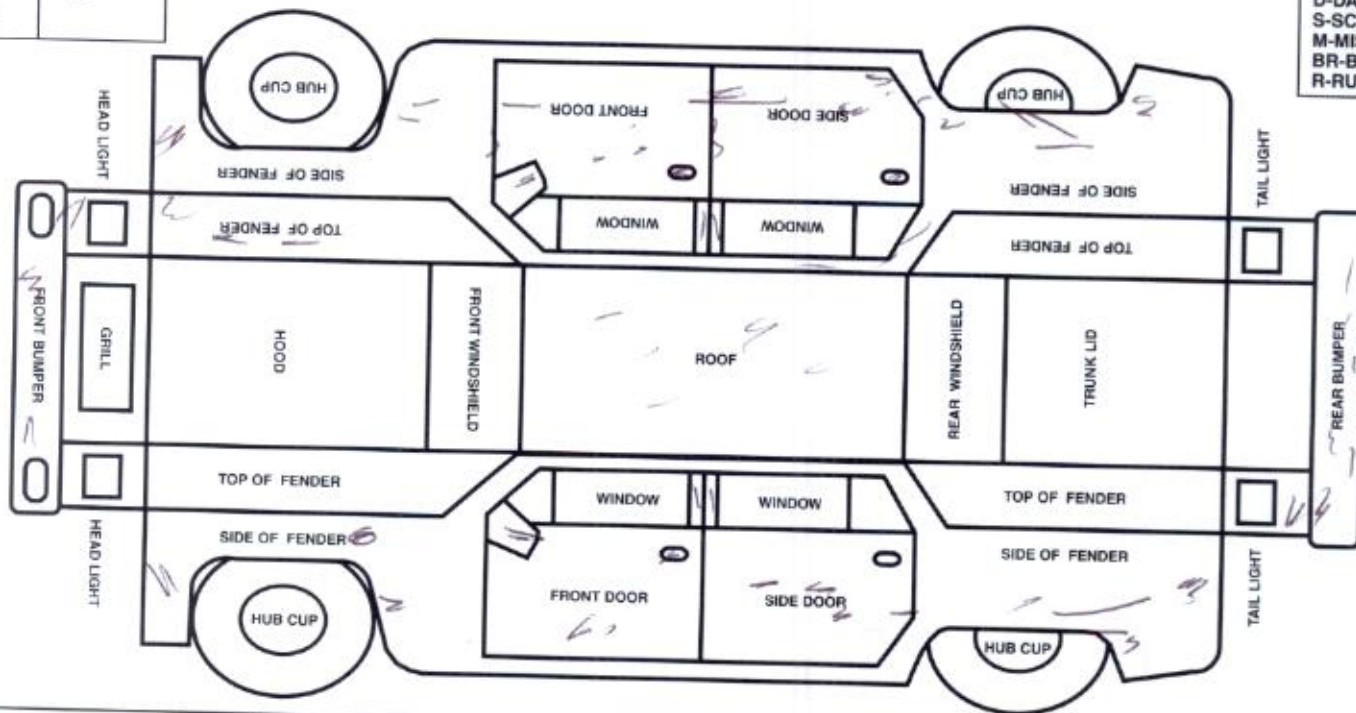 S-SC
BR-B
R-RU
HUB CUP
HUB CUP
HEAD LIGHT
FRONT DOOR
SIDE DOOR
TAIL LIGHT
SIDE OF FENDER
SIDE OF FENDER
TOP OF FENDER
TOP OF FENDER
WINDOW
WINDOW
FRONT BUMPER
GRILL
HOOD
FRONT WINDSHIELD
ROOF
REAR WINDSHIELD
TRUNK LID
REAR BUMPER
TOP OF FENDER
WINDOW
WINDOW
TOP OF FENDER
SIDE OF FENDER
SIDE OF FENDER
HEAD LIGHT
FRONT DOOR
SIDE DOOR
TAIL LIGHT
HUB CUP
HUB CUP